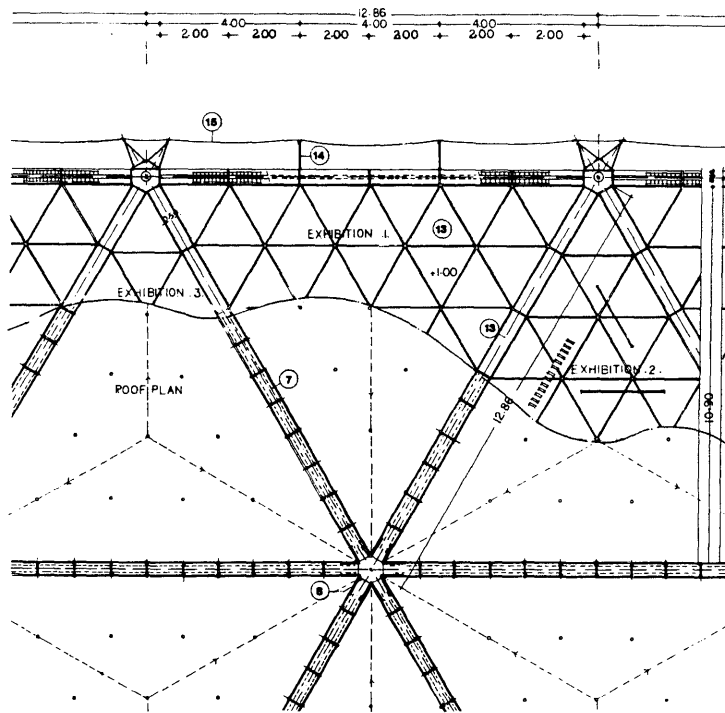 12.86
4.00 4.00 4.00
2.00 2.00 2.00 2.00 2.00 2.00
15
14
EXHIBITION .1.
13
+1.00
EXHIBITION .3.
13
7
EXHIBITION .2.
ROOF PLAN
12.86
10.90
8